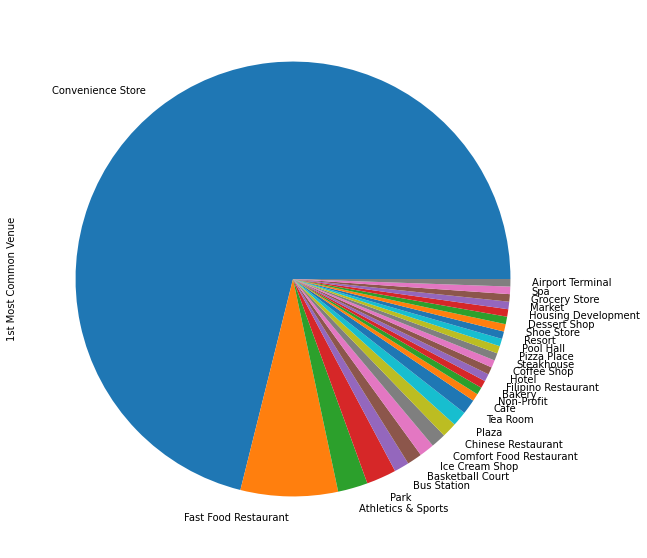 Convenience Store
1st Most Common Venue
Airport Terminal
Spa
Grocery Store
Market
Housing Development
Dessert Shop
Shoe Store
Resort
Pool Hall
Pizza Place
Steakhouse
Coffee Shop
Hotel
Filipino Restaurant
Bakery
Non-Profit
Café
Tea Room
Plaza
Chinese Restaurant
Comfort Food Restaurant
Ice Cream Shop
Basketball Court
Bus Station
Park
Athletics & Sports
Fast Food Restaurant